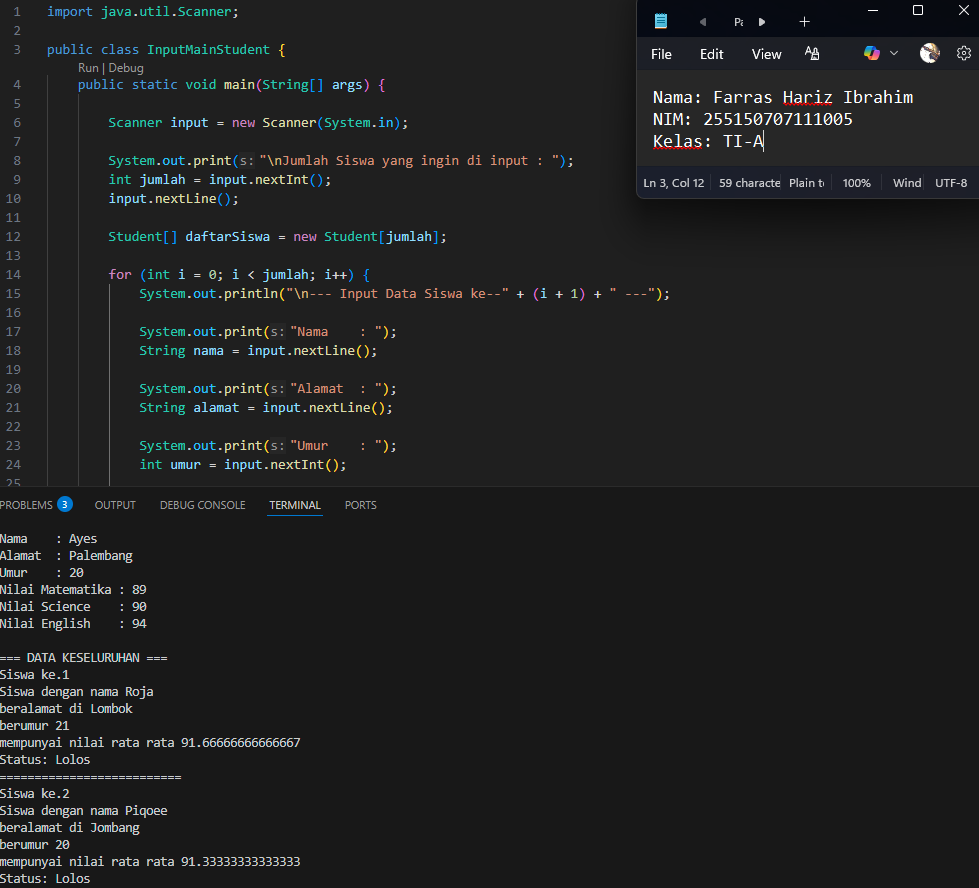 1 import java.util.Scanner;
2
3 public class InputMainStudent {
Run | Debug
4 public static void main(String[] args) {
5
6 Scanner input = new Scanner(System.in);
7
8 System.out.print(s: "\nJumlah Siswa yang ingin di input : ");
9 int jumlah = input.nextInt();
10 input.nextLine();
11
12 Student[] daftarSiswa = new Student[jumlah];
13
14 for (int i = 0; i < jumlah; i++) {
15 System.out.println("\n--- Input Data Siswa ke--" + (i + 1) + " ---");
16
17 System.out.print(s: "Nama    : ");
18 String nama = input.nextLine();
19
20 System.out.print(s: "Alamat  : ");
21 String alamat = input.nextLine();
22
23 System.out.print(s: "Umur    : ");
24 int umur = input.nextInt();
25
File Edit View
Nama: Farras Hariz Ibrahim
NIM: 255150707111005
Kelas: TI-A
Ln 3, Col 12 59 characte Plain t 100% Wind UTF-8
PROBLEMS 3 OUTPUT DEBUG CONSOLE TERMINAL PORTS
Nama    : Ayes
Alamat  : Palembang
Umur    : 20
Nilai Matematika : 89
Nilai Science    : 90
Nilai English    : 94
=== DATA KESELURUHAN ===
Siswa ke.1
Siswa dengan nama Roja
beralamat di Lombok
berumur 21
mempunyai nilai rata rata 91.66666666666667
Status: Lolos
==========================
Siswa ke.2
Siswa dengan nama Piqoee
beralamat di Jombang
berumur 20
mempunyai nilai rata rata 91.33333333333333
Status: Lolos